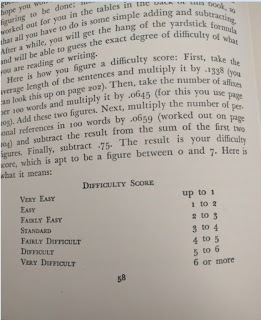 hope you won't
figuring to be done: in the back of this book, so
worked out for you in the tables
that all you have to do is some simple adding and subtracting.
After a while, you will get the hang of the yardstick formula
and will be able to guess the exact degree of difficulty of what
you are reading or writing.
Here is how you figure a difficulty score: First, take the
average length of the sentences and multiply it by .1338 (you
can look this up on page 202). Then, take the number of affixes
per 100 words and multiply it by .0645 (for this you use page
203). Add these two figures. Next, multiply the number of per-
sonal references in 100 words by .0659 (worked out on page
204) and subtract the result from the sum of the first two
figures. Finally, subtract .75. The result is your difficulty
score, which is apt to be a figure between 0 and 7. Here is
what it means:
DIFFICULTY SCORE
VERY EASY up to 1
EASY 1 to 2
FAIRLY EASY 2 to 3
STANDARD 3 to 4
FAIRLY DIFFICULT 4 to 5
DIFFICULT 5 to 6
VERY DIFFICULT 6 or more
58